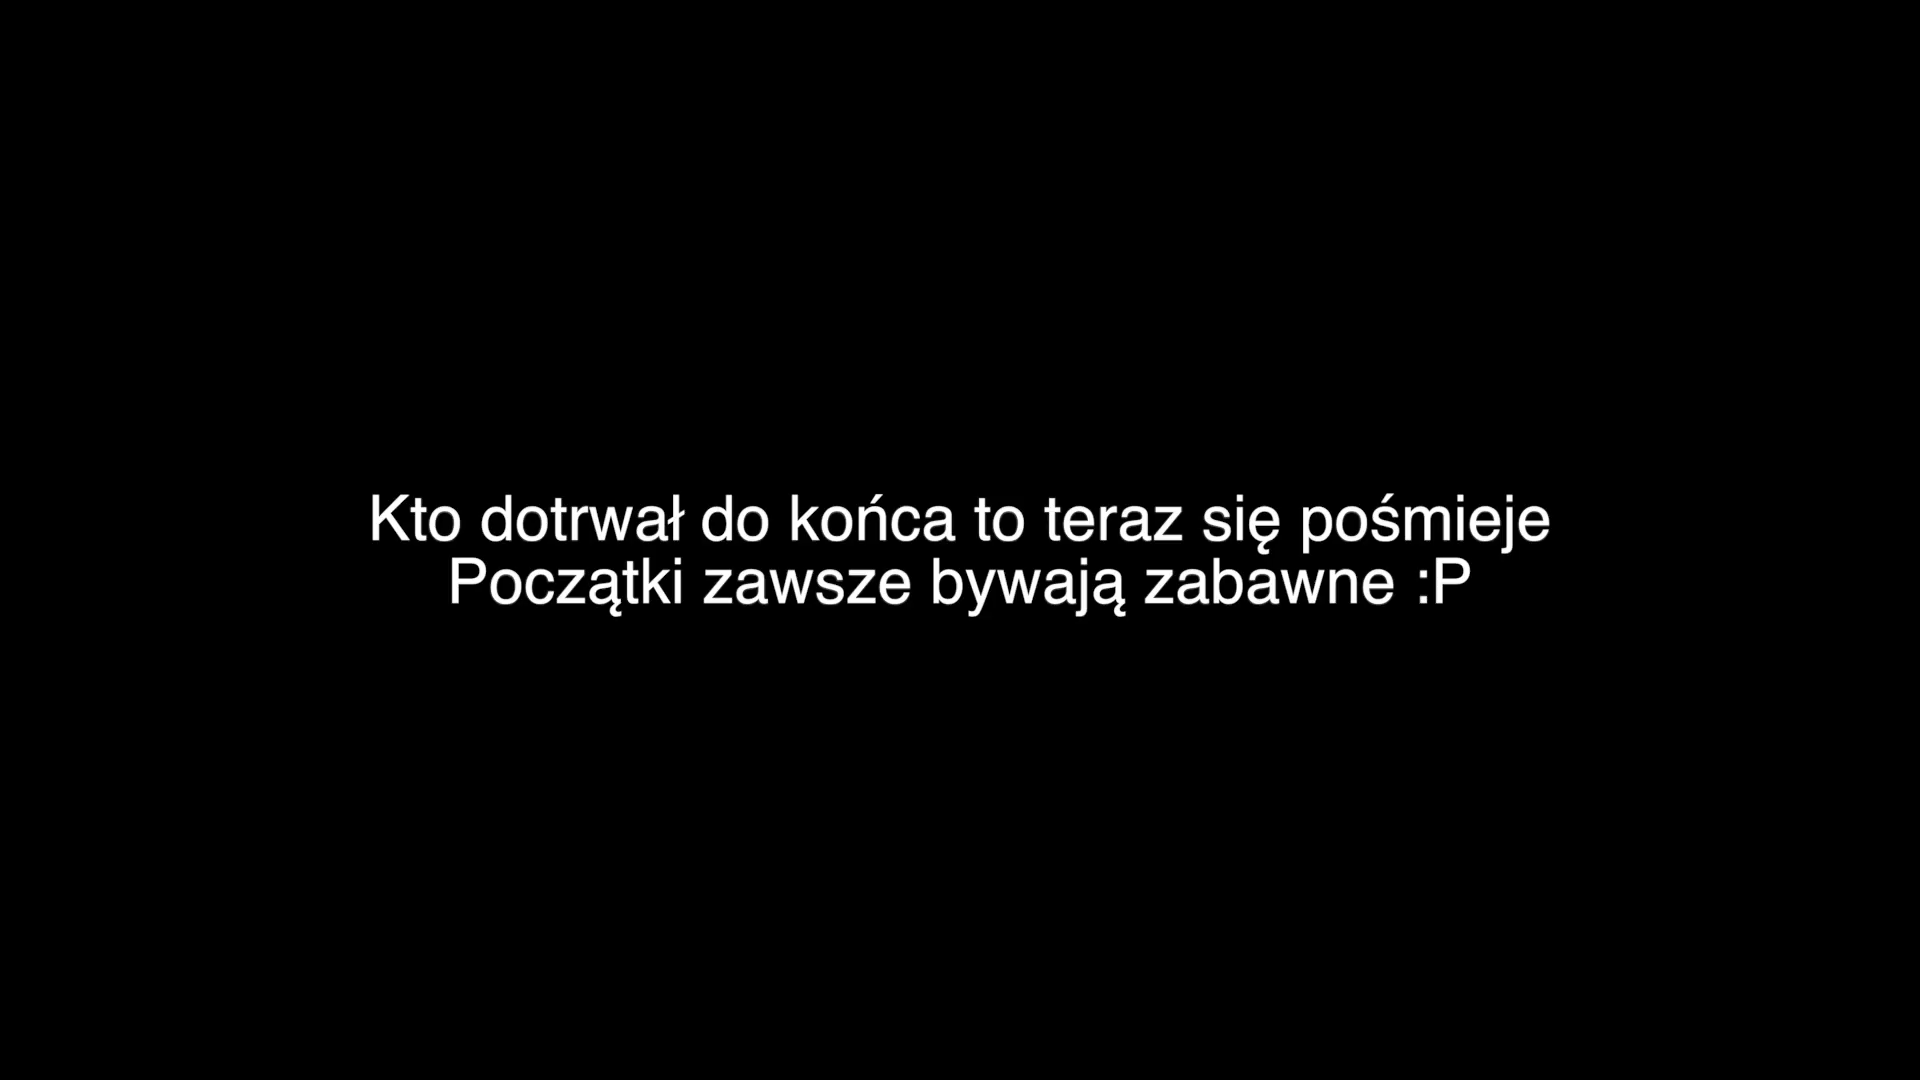 Kto dotrwał do końca to teraz się pośmieje
Początki zawsze bywają zabawne :P